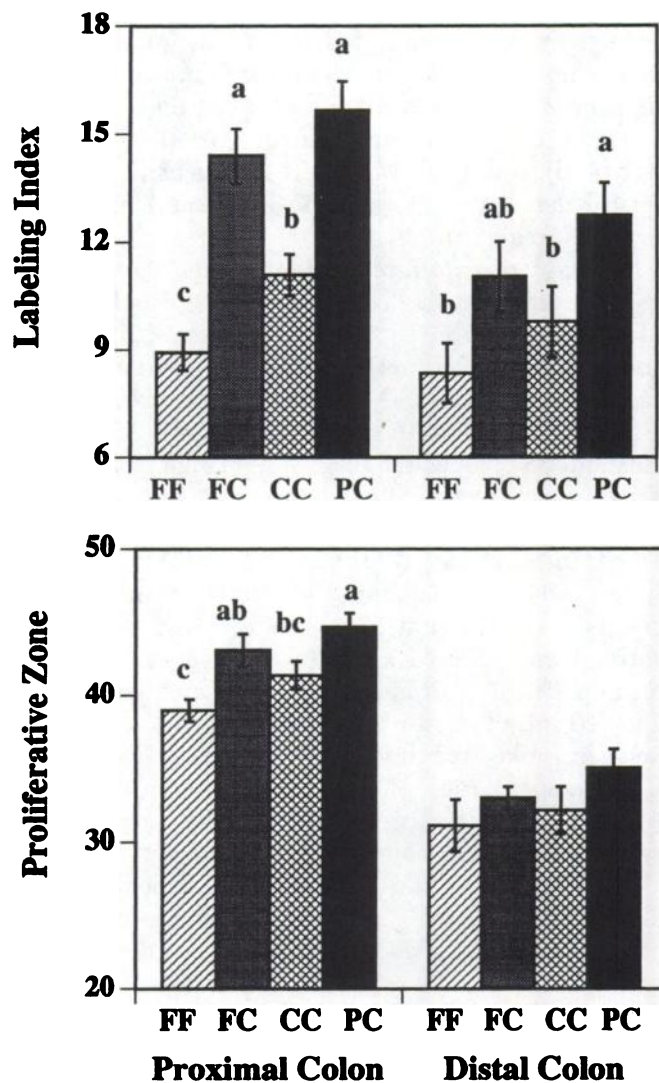 Labeling Index
18
15
12
9
6
c
a
b
a
b
ab
b
a
FF FC CC PC FF FC CC PC
Proliferative Zone
50
40
30
20
c
ab
bc
a
FF FC CC PC FF FC CC PC
Proximal Colon Distal Colon